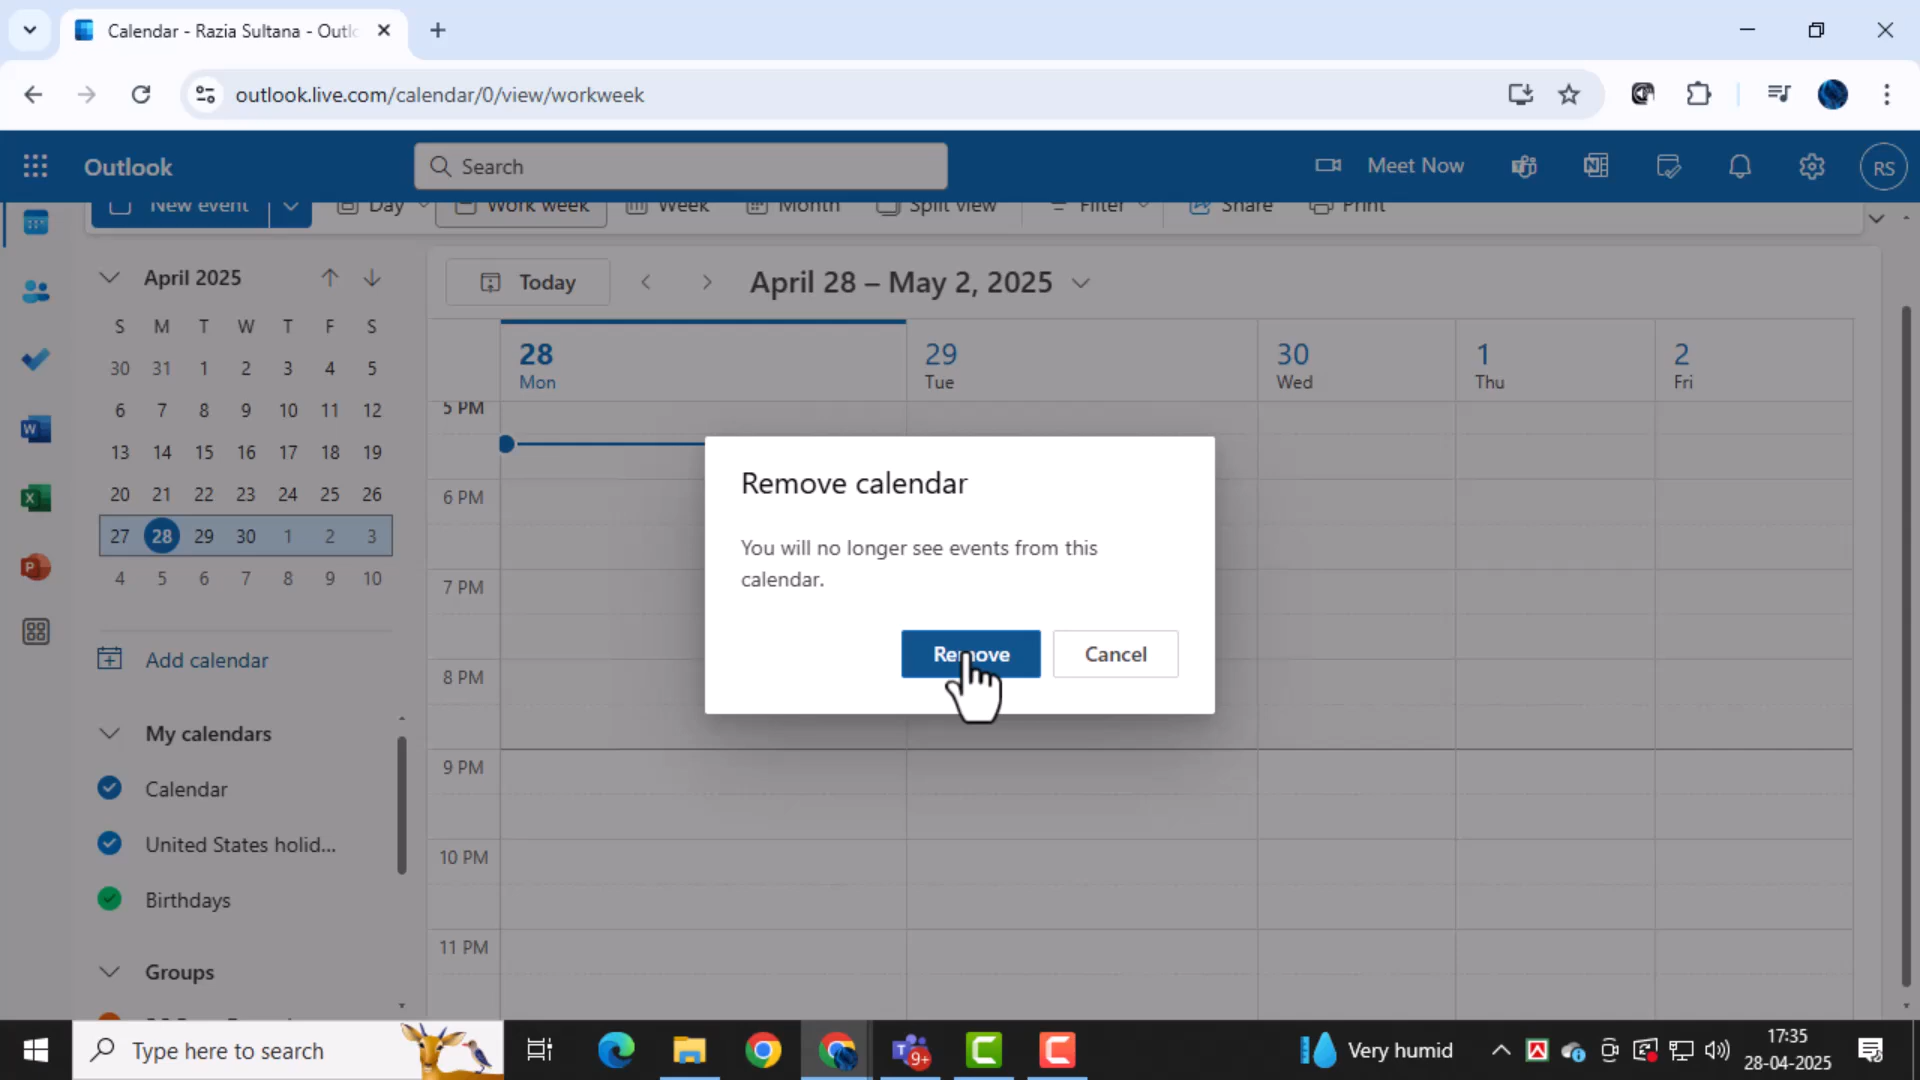 Calendar - Razia Sultana - Outlo
outlook.live.com/calendar/0/view/workweek
Outlook
Search
Meet Now
RS
New event
Day
Work week
Week
Month
Split view
Filter
Share
Print
April 2025
S M T W T F S
30 31 1 2 3 4 5
6 7 8 9 10 11 12
13 14 15 16 17 18 19
20 21 22 23 24 25 26
27 28 29 30 1 2 3
4 5 6 7 8 9 10
Add calendar
My calendars
Calendar
United States holid...
Birthdays
Groups
Today
April 28 – May 2, 2025
28
Mon
29
Tue
30
Wed
1
Thu
2
Fri
5 PM
6 PM
7 PM
8 PM
9 PM
10 PM
11 PM
Remove calendar
You will no longer see events from this
calendar.
Remove
Cancel
Type here to search
9+
Very humid
17:35
28-04-2025